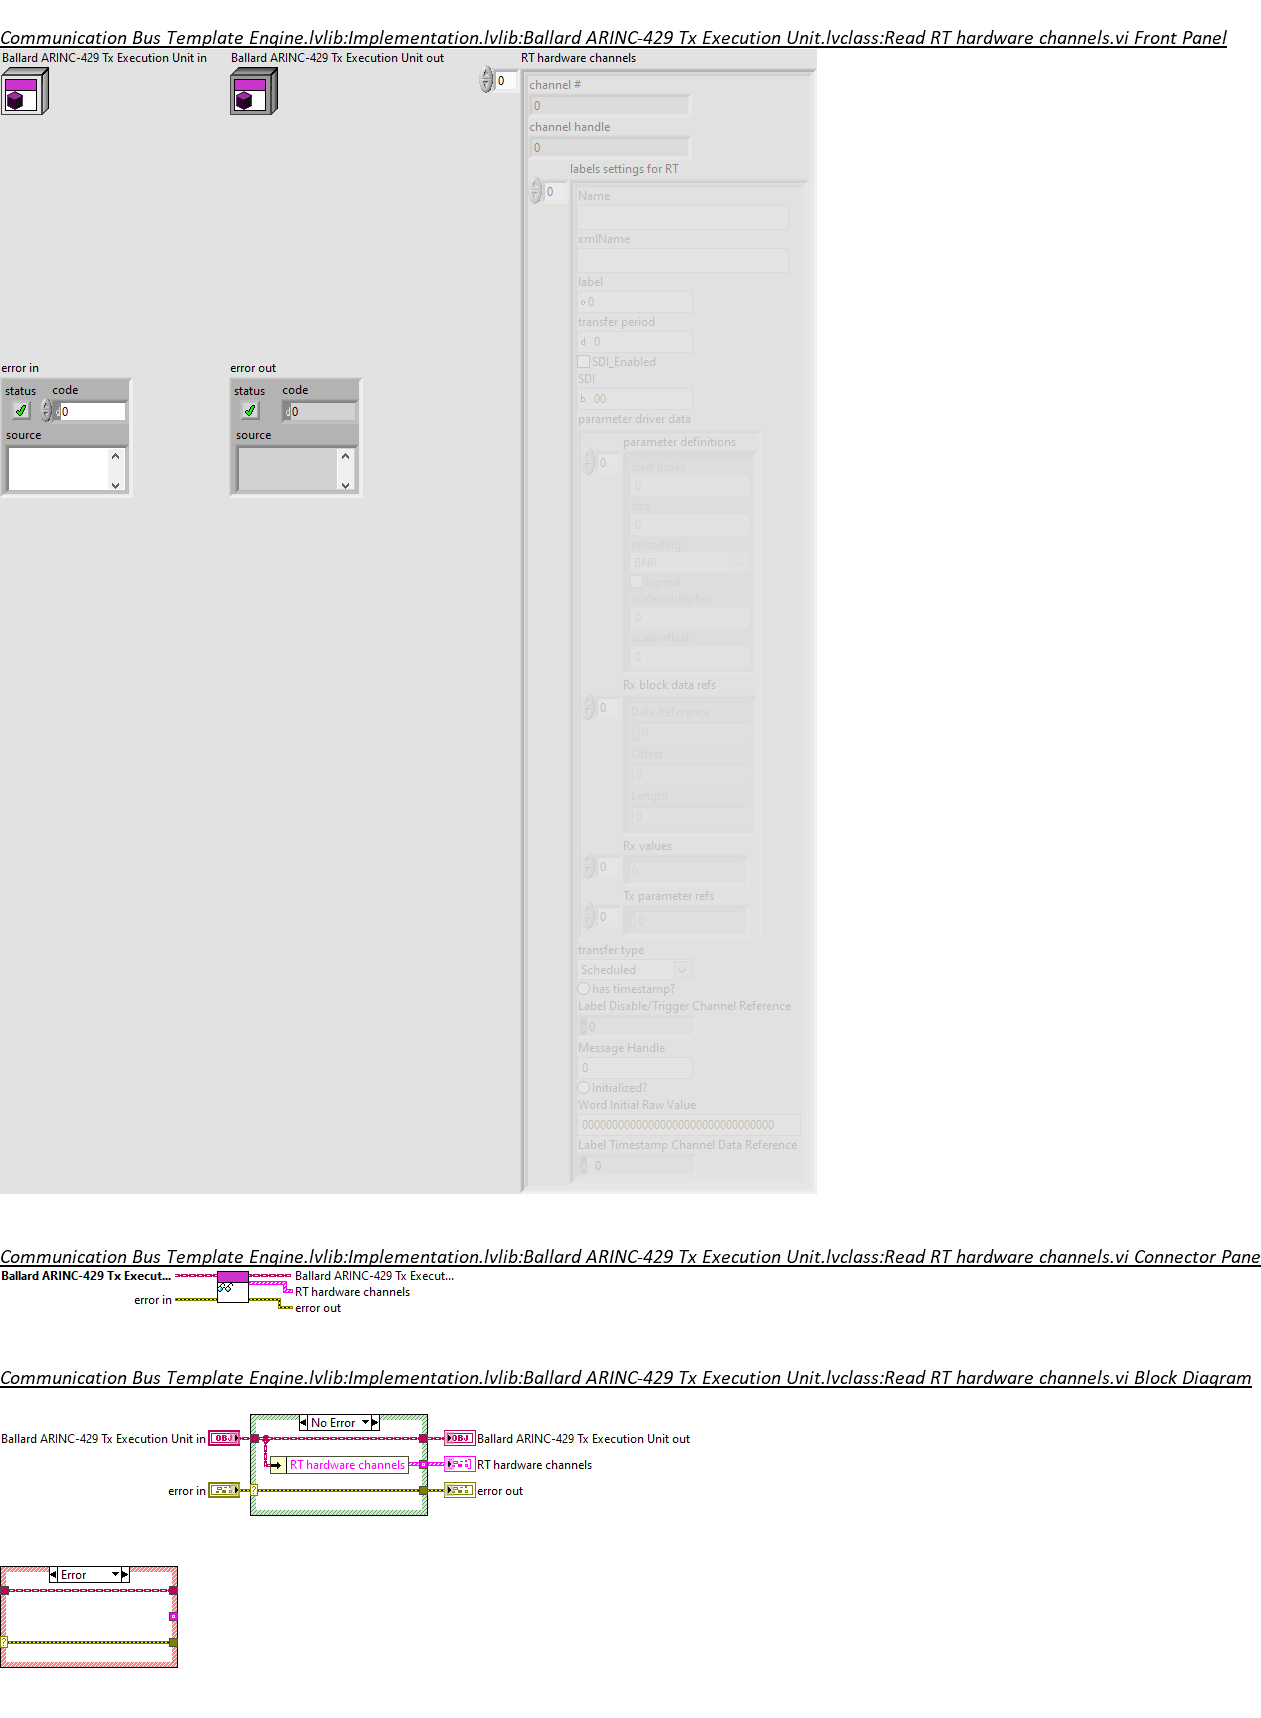 Communication Bus Template Engine.lvlib:Implementation.lvlib:Ballard ARINC-429 Tx Execution Unit.lvclass:Read RT hardware channels.vi Front Panel
Ballard ARINC-429 Tx Execution Unit in
Ballard ARINC-429 Tx Execution Unit out
RT hardware channels
0
channel #
0
channel handle
0
labels settings for RT
0
Name
xmlName
label
o 0
transfer period
d 0
SDI_Enabled
SDI
b 00
parameter driver data
parameter definitions
0
start index
0
size
0
encoding
BNR
signed
scale multiplier
0
scale offset
0
Rx block data refs
0
Data Reference
0
Offset
0
Length
0
Rx values
0
0
Tx parameter refs
0
0
transfer type
Scheduled
has timestamp?
Label Disable/Trigger Channel Reference
0
Message Handle
0
Initialized?
Word Initial Raw Value
00000000000000000000000000000000
Label Timestamp Channel Data Reference
0
error in
status code
d 0
source
error out
status code
d 0
source
Communication Bus Template Engine.lvlib:Implementation.lvlib:Ballard ARINC-429 Tx Execution Unit.lvclass:Read RT hardware channels.vi Connector Pane
Ballard ARINC-429 Tx Execut...
Ballard ARINC-429 Tx Execut...
RT hardware channels
error in
error out
Communication Bus Template Engine.lvlib:Implementation.lvlib:Ballard ARINC-429 Tx Execution Unit.lvclass:Read RT hardware channels.vi Block Diagram
No Error
Ballard ARINC-429 Tx Execution Unit in
OBJ
OBJ
Ballard ARINC-429 Tx Execution Unit out
RT hardware channels
RT hardware channels
error in
?
error out
Error
?